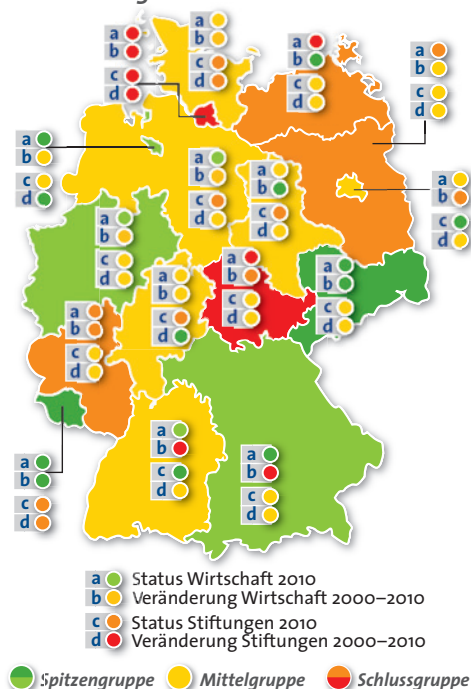 a
b
c
d
a
b
c
d
a
b
c
d
a
b
c
d
a
b
c
d
a
b
c
d
a
b
c
d
a
b
c
d
a
b
c
d
a
b
c
d
a
b
c
d
a
b
c
d
a
b
c
d
a
b
c
d
a
b
c
d
a
b
c
d
a Status Wirtschaft 2010
b Veränderung Wirtschaft 2000–2010
c Status Stiftungen 2010
d Veränderung Stiftungen 2000–2010
Spitzengruppe Mittelgruppe Schlussgruppe